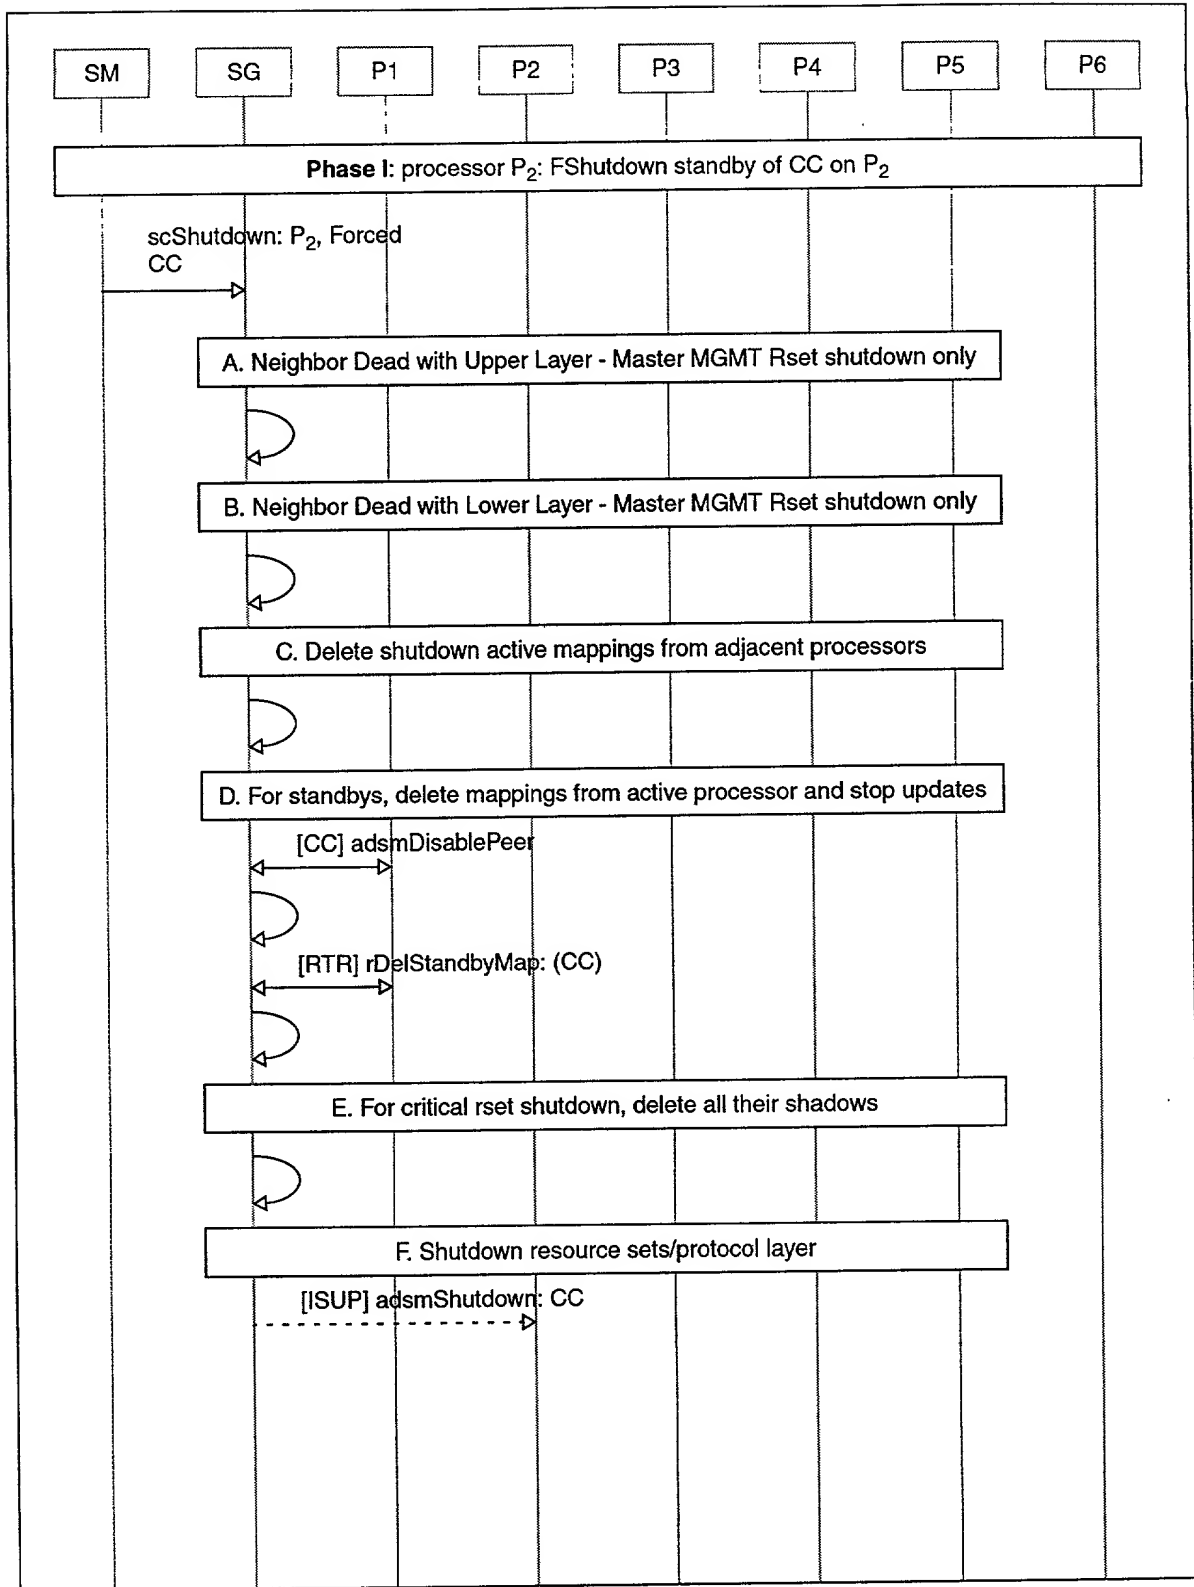 SM SG P1 P2 P3 P4 P5 P6
Phase I: processor P2: FShutdown standby of CC on P2
scShutdown: P2, Forced
CC
A. Neighbor Dead with Upper Layer - Master MGMT Rset shutdown only
B. Neighbor Dead with Lower Layer - Master MGMT Rset shutdown only
C. Delete shutdown active mappings from adjacent processors
D. For standbys, delete mappings from active processor and stop updates
[CC] adsmDisablePeer
[RTR] rDelStandbyMap: (CC)
E. For critical rset shutdown, delete all their shadows
F. Shutdown resource sets/protocol layer
[ISUP] adsmShutdown: CC